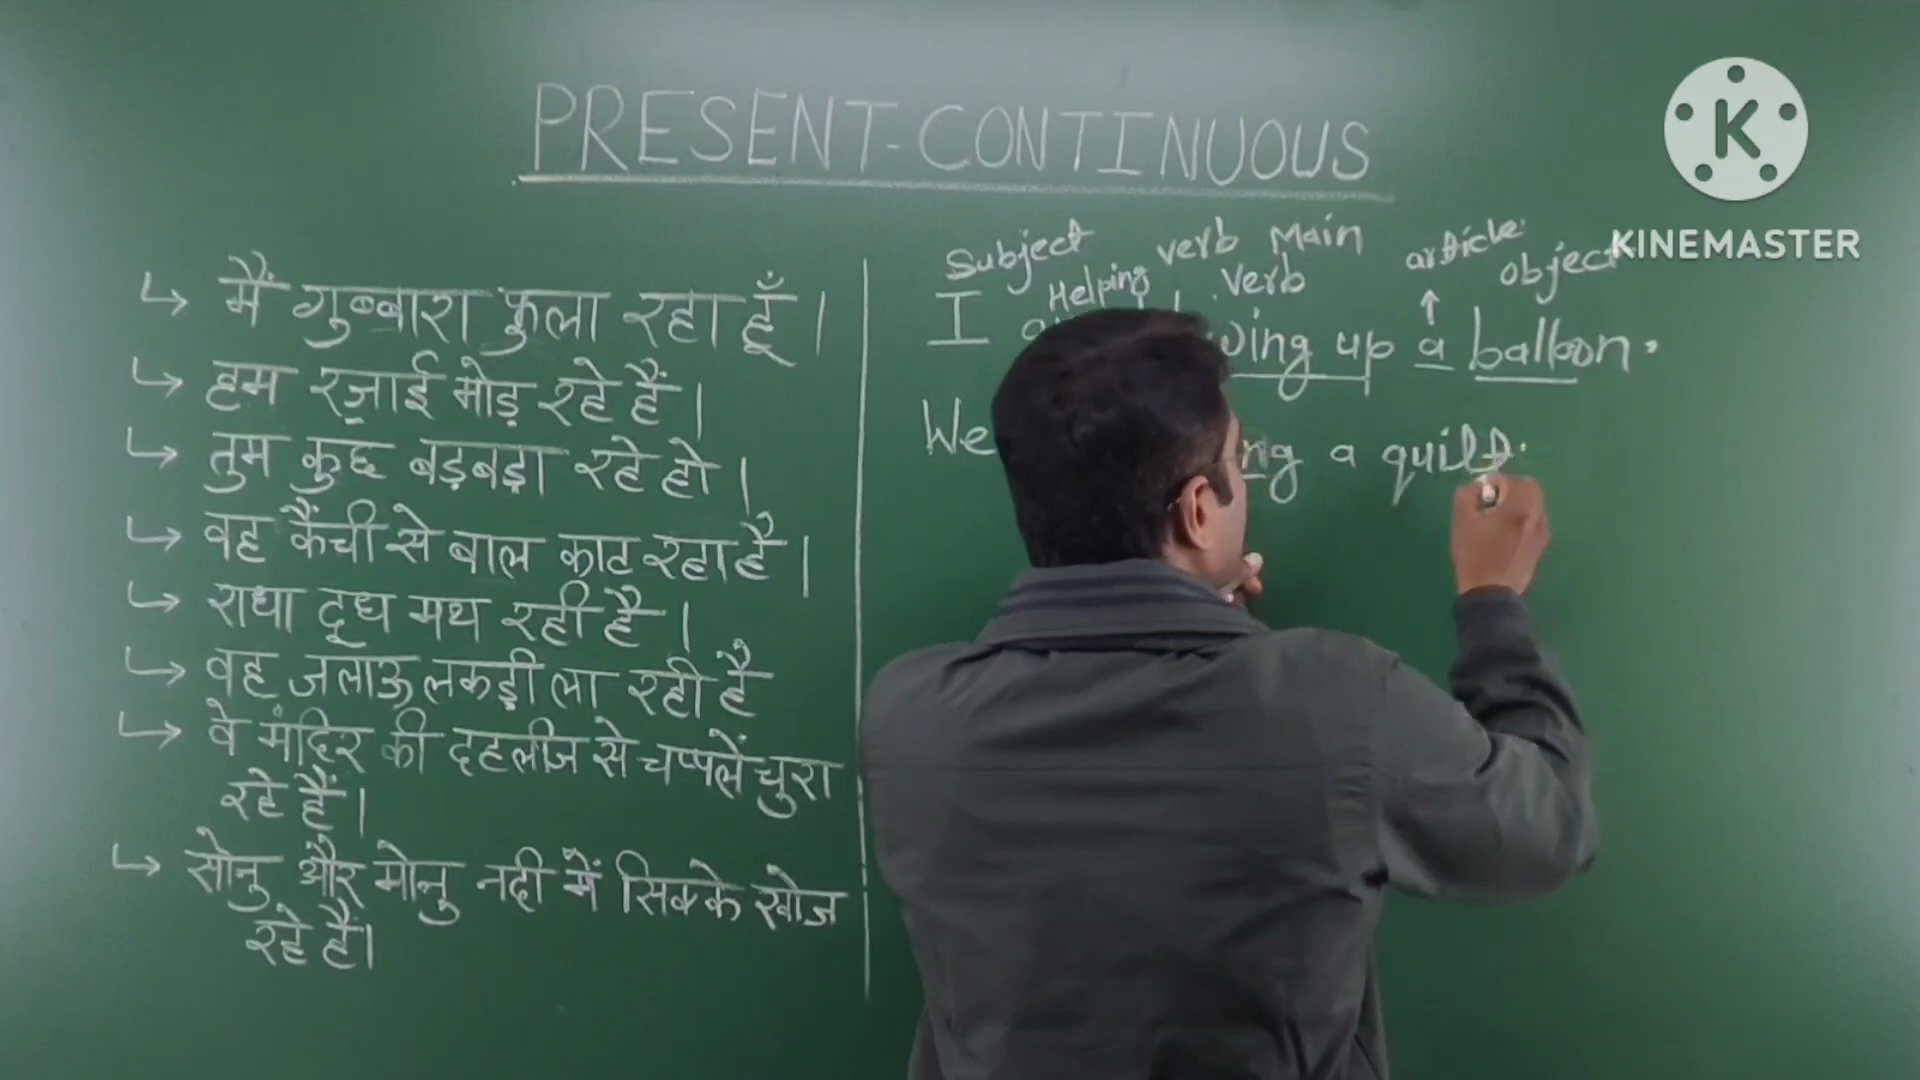 PRESENT-CONTINUOUS
K
KINEMASTER
↳ मैं गुब्बारा फुला रहा हूँ।
↳ हम रज़ाई मोड़ रहे हैं।
↳ तुम कुछ बड़बड़ा रहे हो।
↳ वह कैंची से बाल काट रहा है।
↳ राधा दूध मथ रही है।
↳ वह जलाऊ लकड़ी ला रही है
↳ वे मंदिर की दहलीज से चप्पलें चुरा
रहे हैं।
↳ सोनु और मोनु नदी में सिक्के खोज
रहे हैं।
Subject Helping verb Main Verb article object
I up a balloon.
We a quilt.